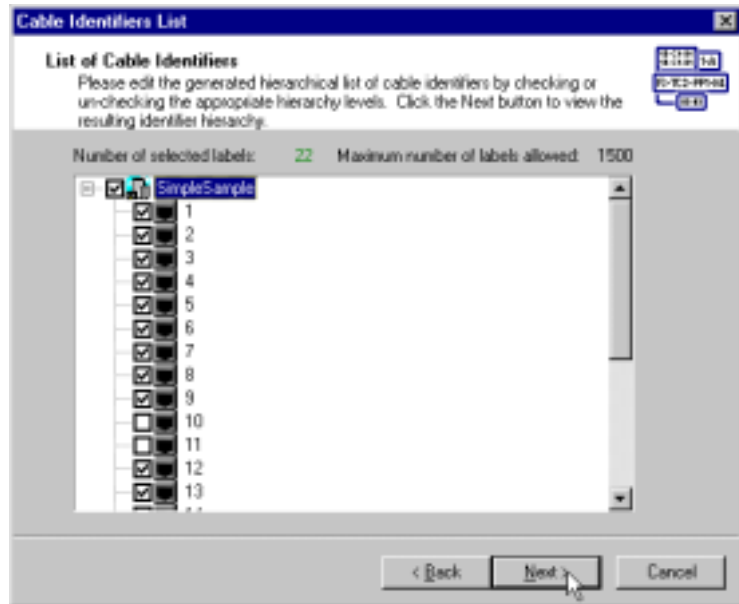 Cable Identifiers List
List of Cable Identifiers
Please edit the generated hierarchical list of cable identifiers by checking or
un-checking the appropriate hierarchy levels. Click the Next button to view the
resulting identifier hierarchy.
Number of selected labels: 22 Maximum number of labels allowed: 1500
SimpleSample
1
2
3
4
5
6
7
8
9
10
11
12
13
< Back Next > Cancel